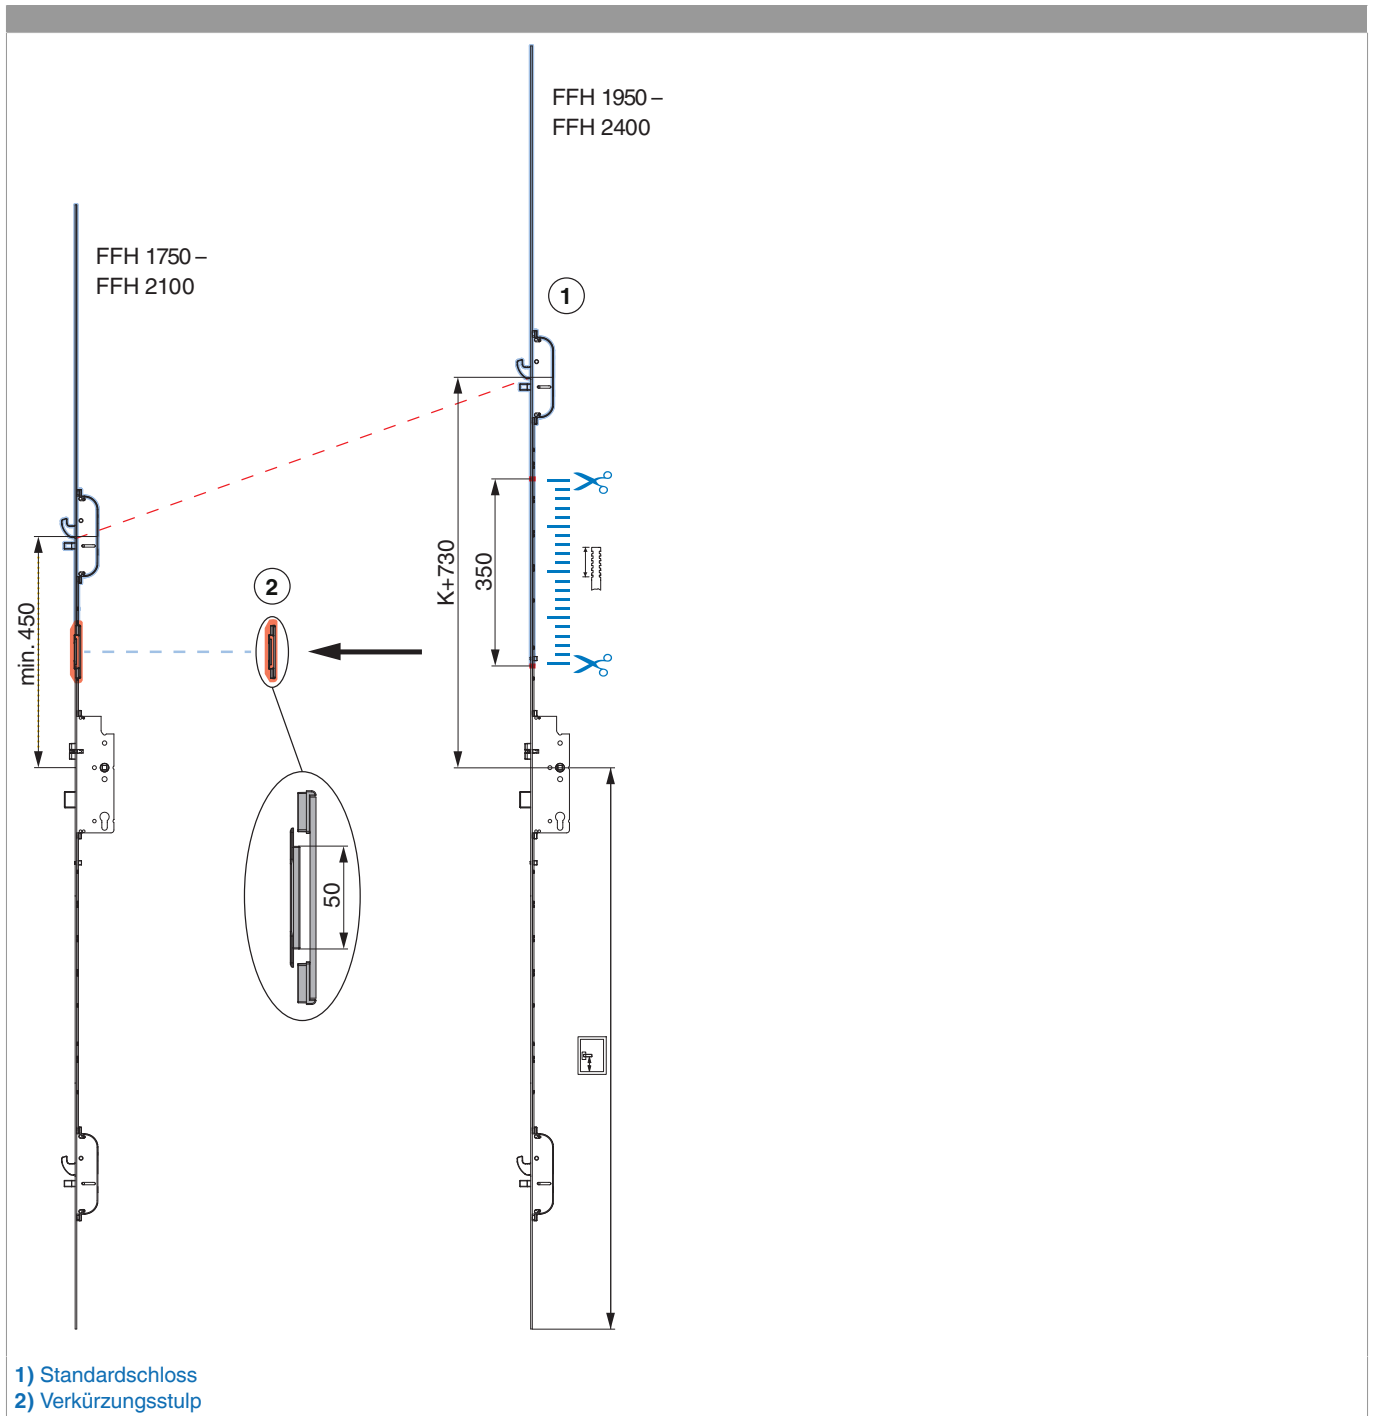 FFH 1950 –
FFH 2400
FFH 1750 –
FFH 2100
1
K+730
350
2
min. 450
50
1) Standardschloss
2) Verkürzungsstulp